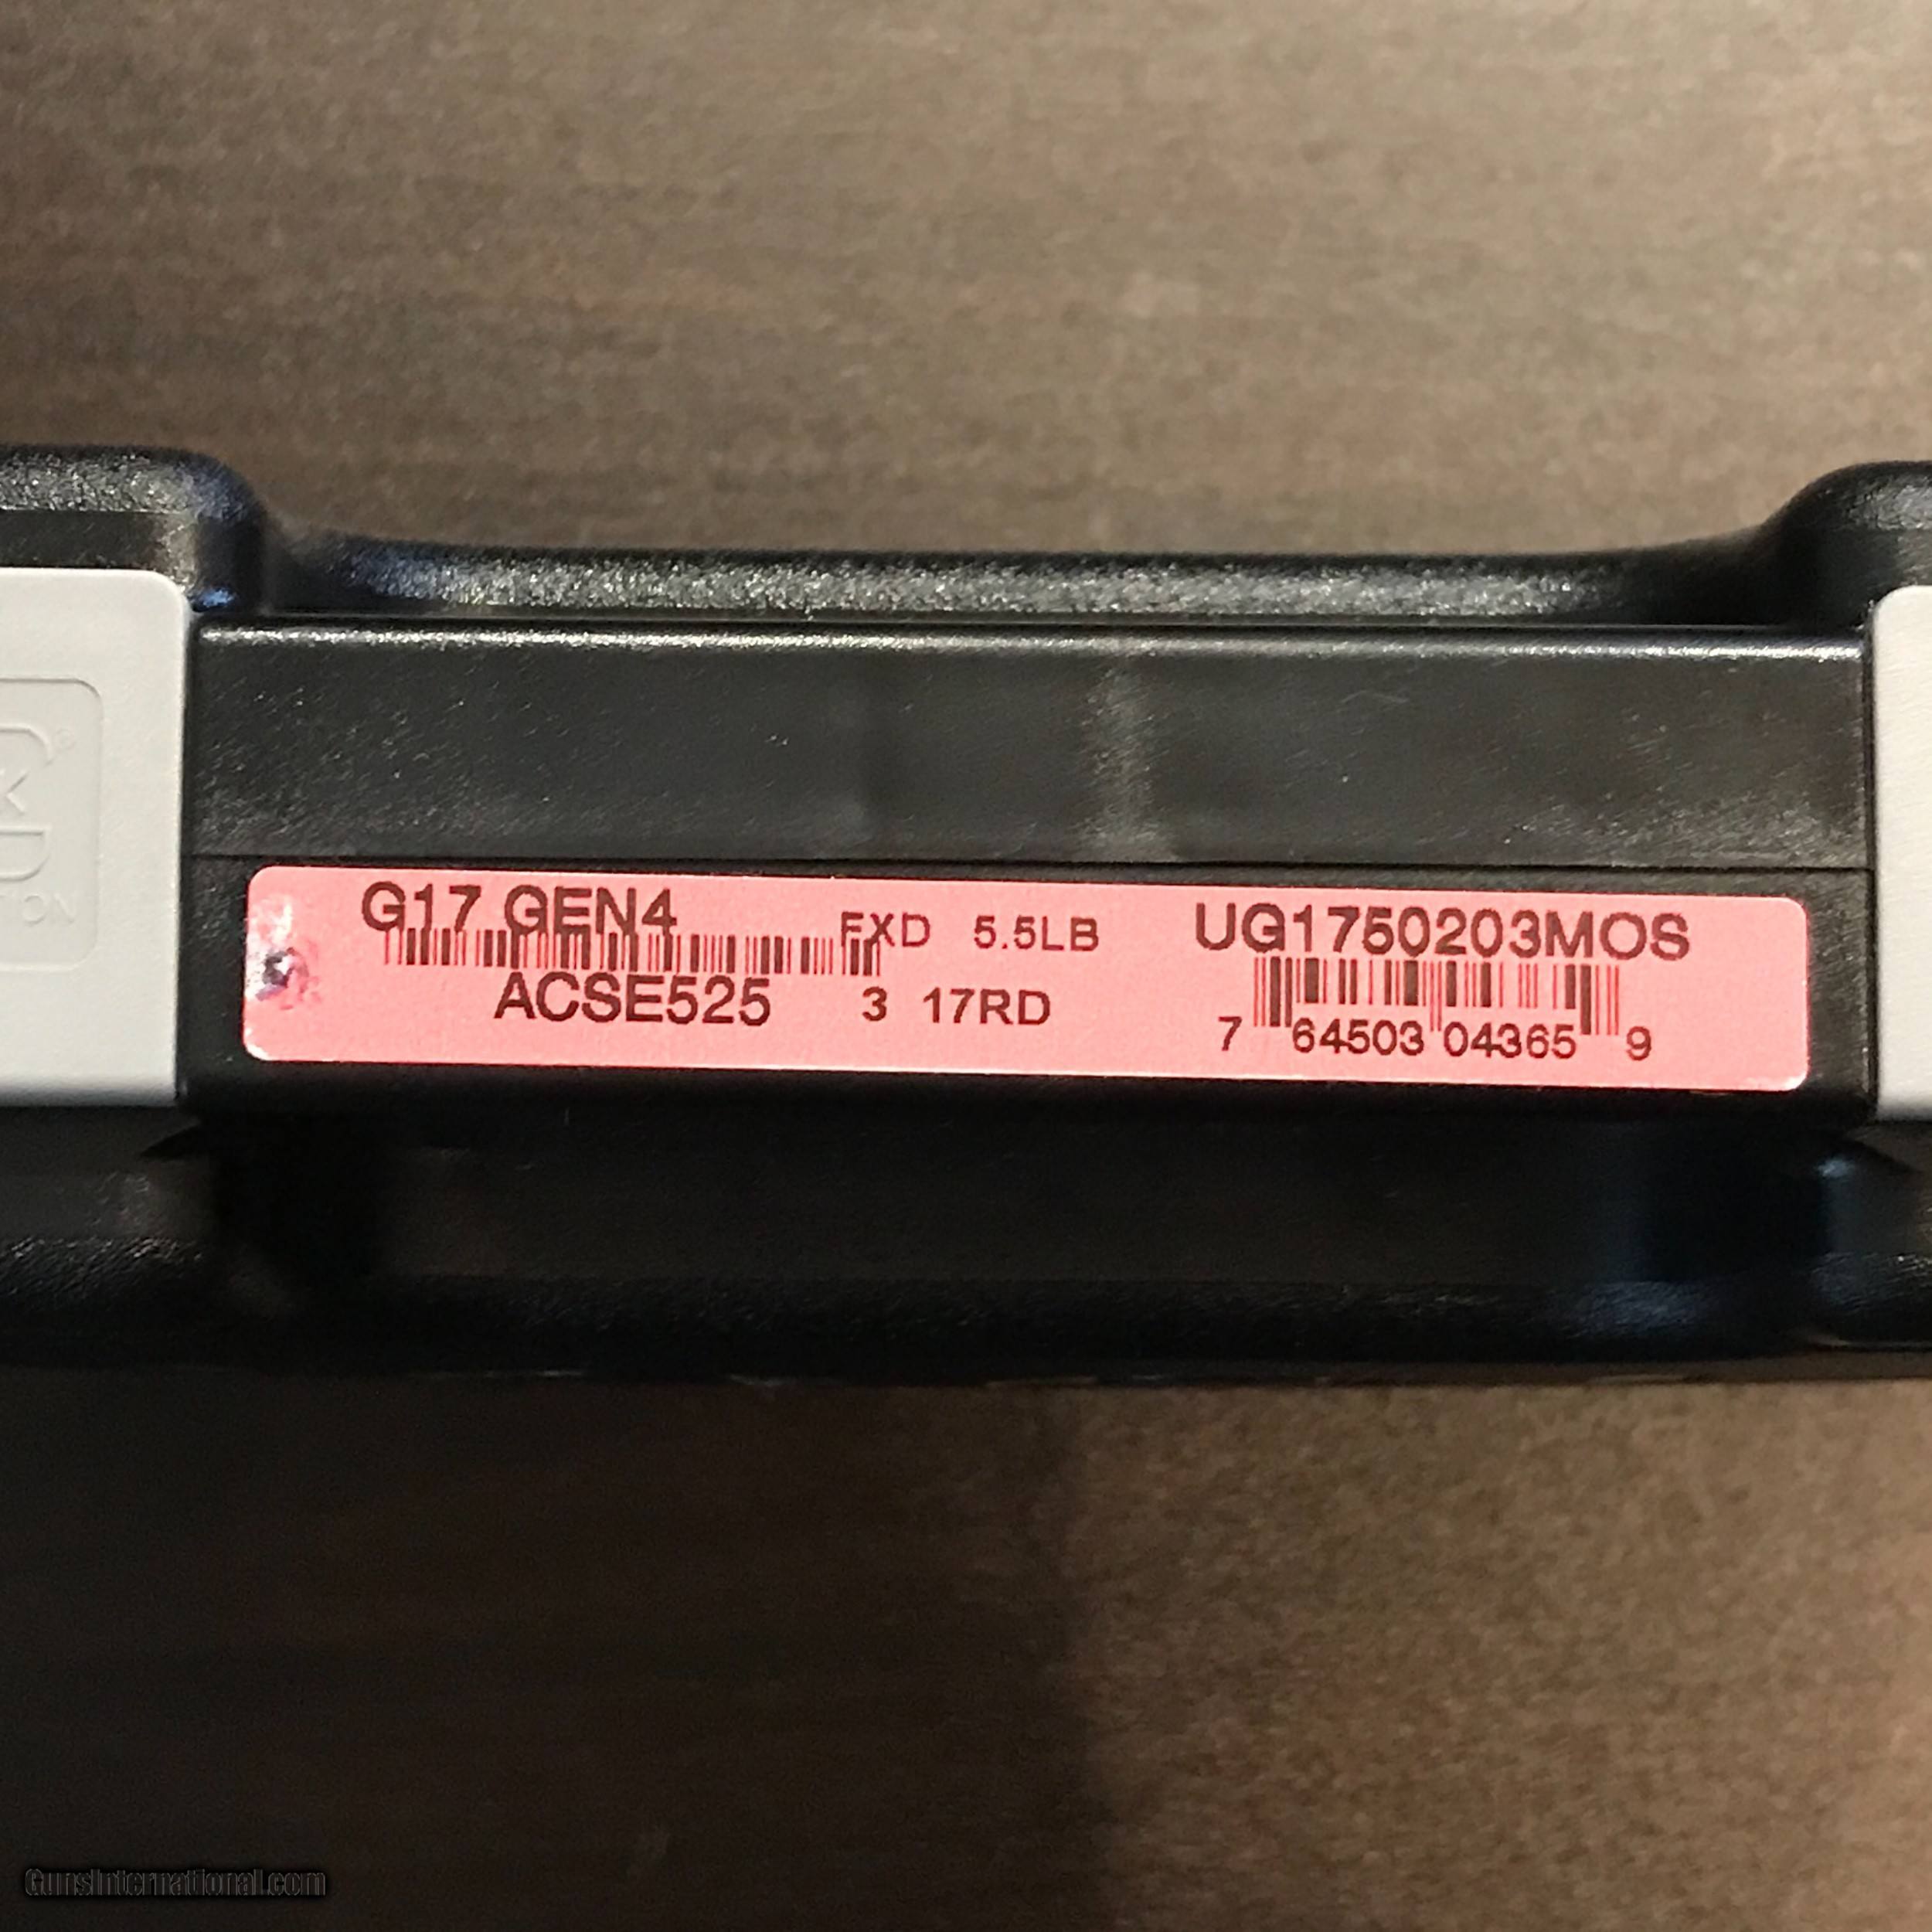 G17 GEN4 FXD 5.5LB UG1750203MOS
ACSE525 3 17RD
7 64503 04365 9
GunsInternational.com